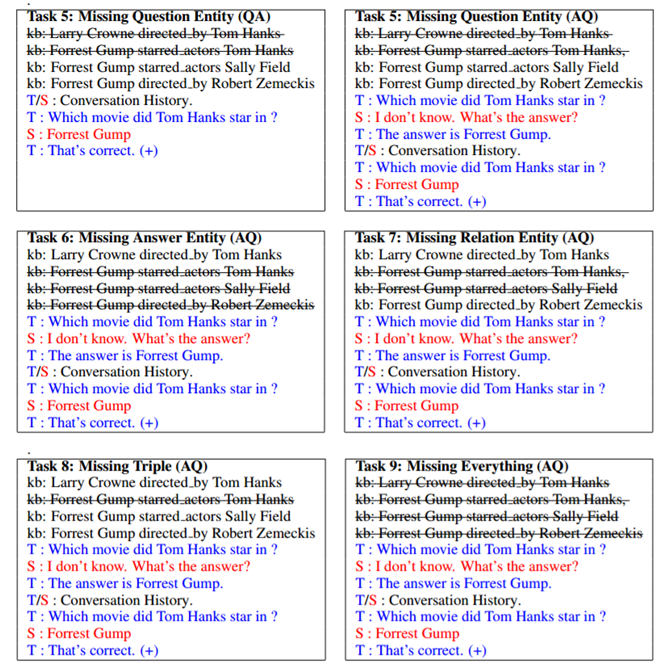 .
Task 5: Missing Question Entity (QA)
kb: Larry Crowne directed_by Tom Hanks
kb: Forrest Gump starred_actors Tom Hanks
kb: Forrest Gump starred_actors Sally Field
kb: Forrest Gump directed_by Robert Zemeckis
T/S : Conversation History.
T : Which movie did Tom Hanks star in ?
S : Forrest Gump
T : That's correct. (+)
Task 5: Missing Question Entity (AQ)
kb: Larry Crowne directed_by Tom Hanks
kb: Forrest Gump starred_actors Tom Hanks,
kb: Forrest Gump starred_actors Sally Field
kb: Forrest Gump directed_by Robert Zemeckis
T : Which movie did Tom Hanks star in ?
S : I don't know. What's the answer?
T : The answer is Forrest Gump.
T/S : Conversation History.
T : Which movie did Tom Hanks star in ?
S : Forrest Gump
T : That's correct. (+)
Task 6: Missing Answer Entity (AQ)
kb: Larry Crowne directed_by Tom Hanks
kb: Forrest Gump starred_actors Tom Hanks
kb: Forrest Gump starred_actors Sally Field
kb: Forrest Gump directed_by Robert Zemeckis
T : Which movie did Tom Hanks star in ?
S : I don't know. What's the answer?
T : The answer is Forrest Gump.
T/S : Conversation History.
T : Which movie did Tom Hanks star in ?
S : Forrest Gump
T : That's correct. (+)
Task 7: Missing Relation Entity (AQ)
kb: Larry Crowne directed_by Tom Hanks
kb: Forrest Gump starred_actors Tom Hanks,
kb: Forrest Gump starred_actors Sally Field
kb: Forrest Gump directed_by Robert Zemeckis
T : Which movie did Tom Hanks star in ?
S : I don't know. What's the answer?
T : The answer is Forrest Gump.
T/S : Conversation History.
T : Which movie did Tom Hanks star in ?
S : Forrest Gump
T : That's correct. (+)
.
Task 8: Missing Triple (AQ)
kb: Larry Crowne directed_by Tom Hanks
kb: Forrest Gump starred_actors Tom Hanks
kb: Forrest Gump starred_actors Sally Field
kb: Forrest Gump directed_by Robert Zemeckis
T : Which movie did Tom Hanks star in ?
S : I don't know. What's the answer?
T : The answer is Forrest Gump.
T/S : Conversation History.
T : Which movie did Tom Hanks star in ?
S : Forrest Gump
T : That's correct. (+)
Task 9: Missing Everything (AQ)
kb: Larry Crowne directed_by Tom Hanks
kb: Forrest Gump starred_actors Tom Hanks,
kb: Forrest Gump starred_actors Sally Field
kb: Forrest Gump directed_by Robert Zemeckis
T : Which movie did Tom Hanks star in ?
S : I don't know. What's the answer?
T : The answer is Forrest Gump.
T/S : Conversation History.
T : Which movie did Tom Hanks star in ?
S : Forrest Gump
T : That's correct. (+)